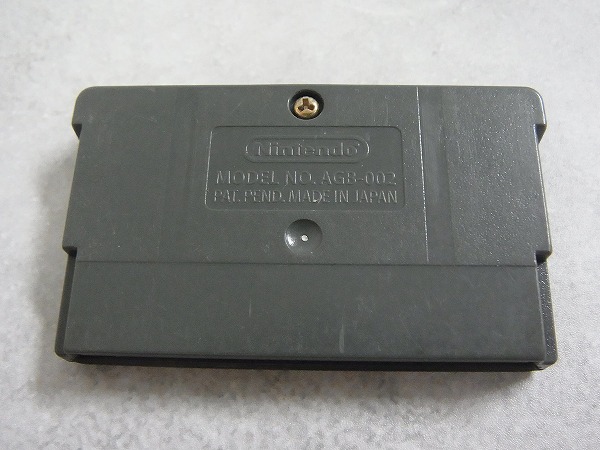 Nintendo
MODEL NO. AGB-002
PAT. PEND. MADE IN JAPAN